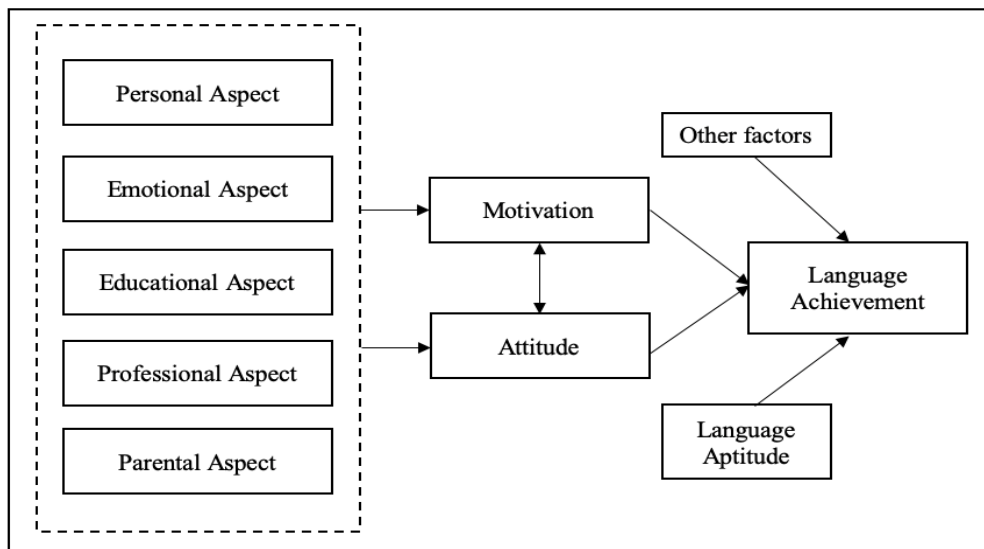 Personal Aspect
Emotional Aspect
Educational Aspect
Professional Aspect
Parental Aspect
Motivation
Attitude
Other factors
Language
Achievement
Language
Aptitude